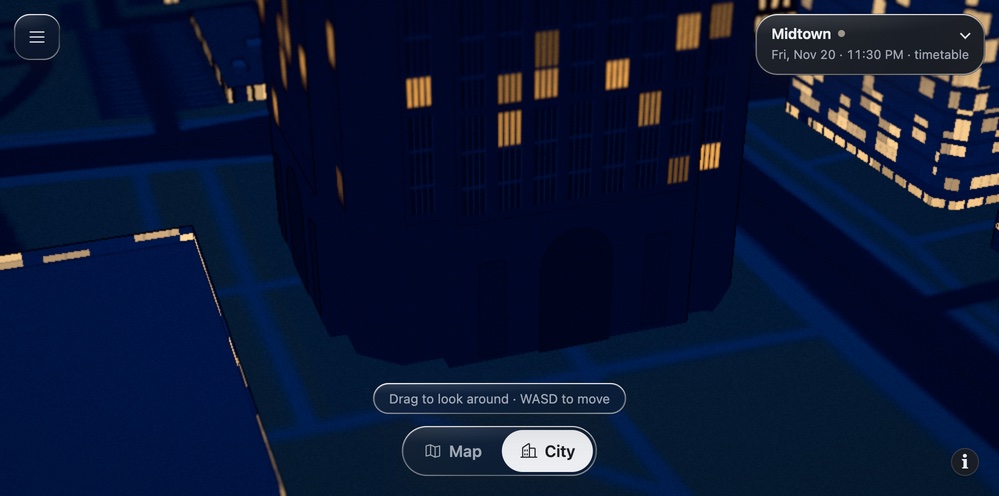 Midtown
Fri, Nov 20 · 11:30 PM · timetable
Drag to look around · WASD to move
Map
City
i